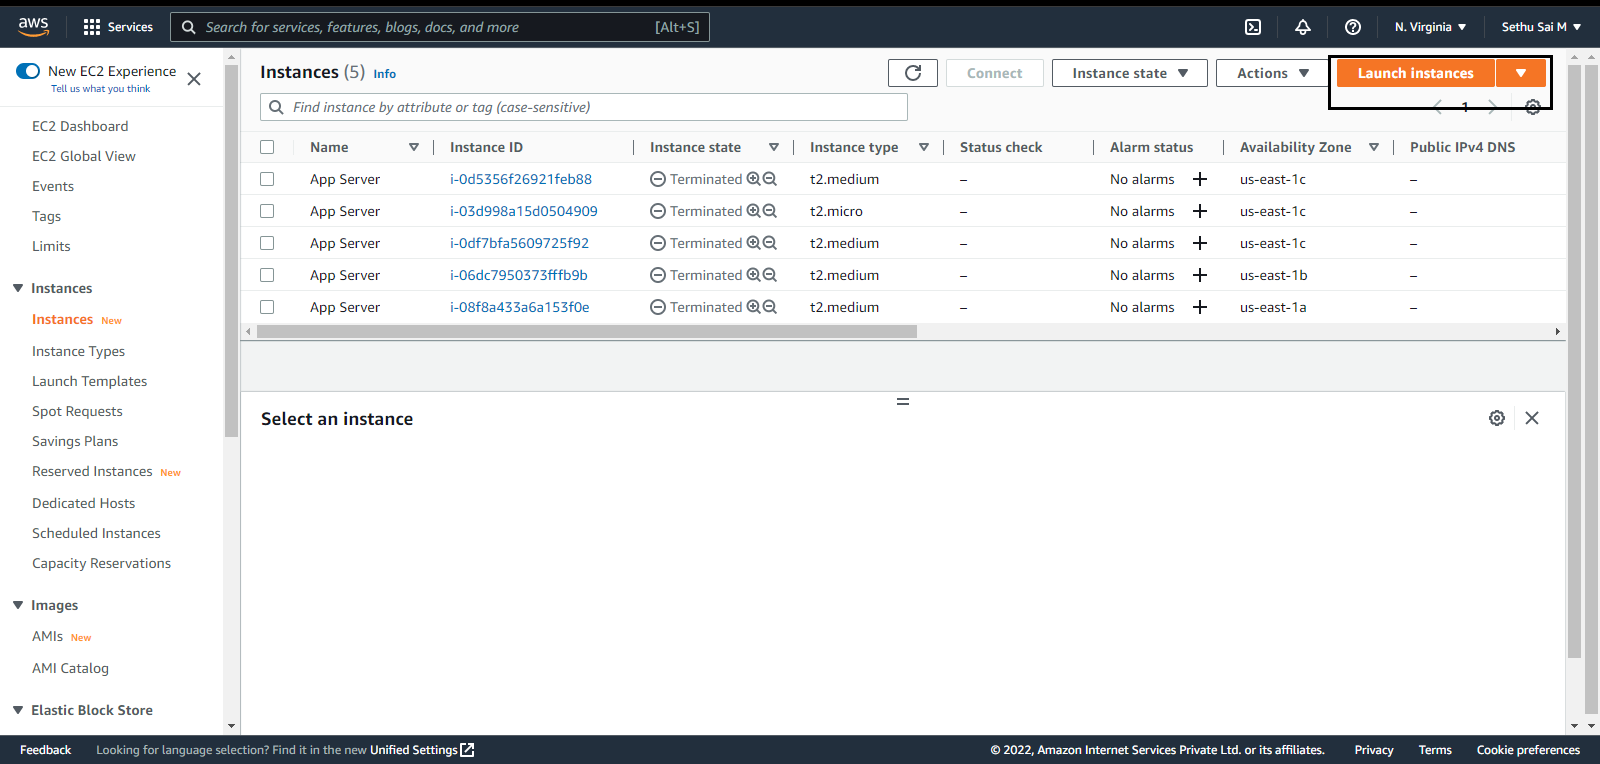 aws Services Search for services, features, blogs, docs, and more [Alt+S] N. Virginia Sethu Sai M
New EC2 Experience
Tell us what you think
EC2 Dashboard
EC2 Global View
Events
Tags
Limits
Instances
Instances New
Instance Types
Launch Templates
Spot Requests
Savings Plans
Reserved Instances New
Dedicated Hosts
Scheduled Instances
Capacity Reservations
Images
AMIs New
AMI Catalog
Elastic Block Store
Instances (5) Info Connect Instance state Actions Launch instances
Find instance by attribute or tag (case-sensitive) 1
Name Instance ID Instance state Instance type Status check Alarm status Availability Zone Public IPv4 DNS
App Server i-0d5356f26921feb88 Terminated t2.medium – No alarms us-east-1c –
App Server i-03d998a15d0504909 Terminated t2.micro – No alarms us-east-1c –
App Server i-0df7bfa5609725f92 Terminated t2.medium – No alarms us-east-1c –
App Server i-06dc7950373fffb9b Terminated t2.medium – No alarms us-east-1b –
App Server i-08f8a433a6a153f0e Terminated t2.medium – No alarms us-east-1a –
Select an instance
Feedback Looking for language selection? Find it in the new Unified Settings © 2022, Amazon Internet Services Private Ltd. or its affiliates. Privacy Terms Cookie preferences